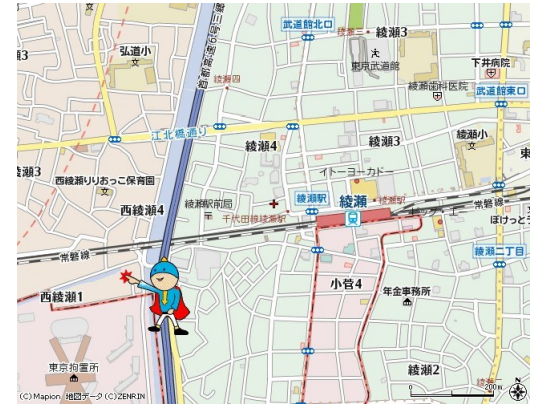 武道館北口
綾瀬3
弘道小
東京武道館
下井病院
綾瀬四
綾瀬歯科医院
武道館東口
江北橋通り
綾瀬4
綾瀬3
綾瀬小
イトーヨーカドー
西綾瀬りりおっこ保育園
綾瀬駅
綾瀬
綾瀬駅
西綾瀬4
綾瀬駅前局
千代田線綾瀬駅
常磐線
常磐線
綾瀬二丁目
西綾瀬1
小菅4
年金事務所
東京拘置所
綾瀬2
0
200m
(C)Mapion 地図データ(C)ZENRIN